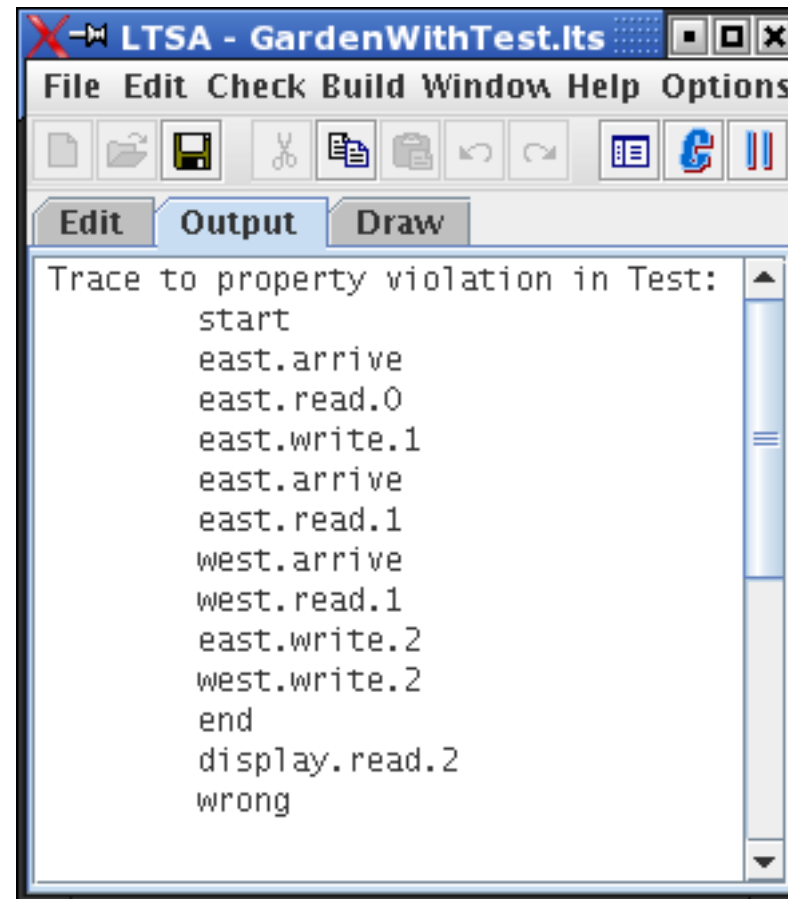 LTSA - GardenWithTest.lts
File Edit Check Build Window Help Options
Edit Output Draw
Trace to property violation in Test:
start
east.arrive
east.read.0
east.write.1
east.arrive
east.read.1
west.arrive
west.read.1
east.write.2
west.write.2
end
display.read.2
wrong